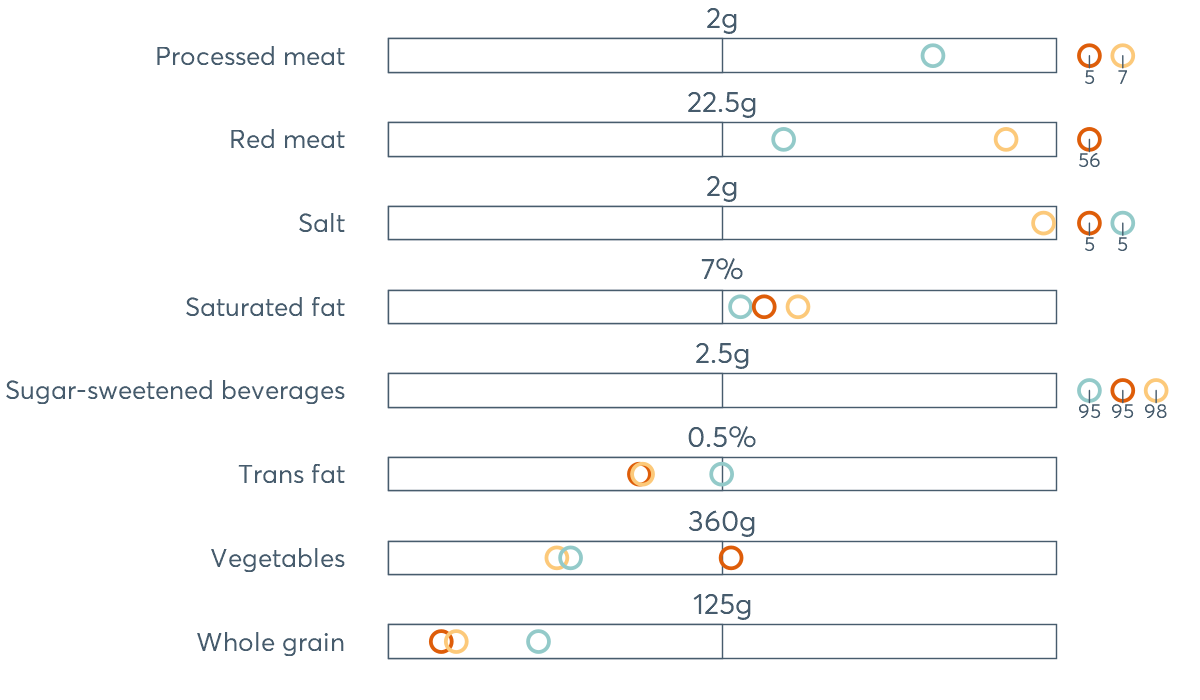 2g
Processed meat
5 7
22.5g
Red meat
56
2g
Salt
5 5
7%
Saturated fat
2.5g
Sugar-sweetened beverages
95 95 98
0.5%
Trans fat
360g
Vegetables
125g
Whole grain